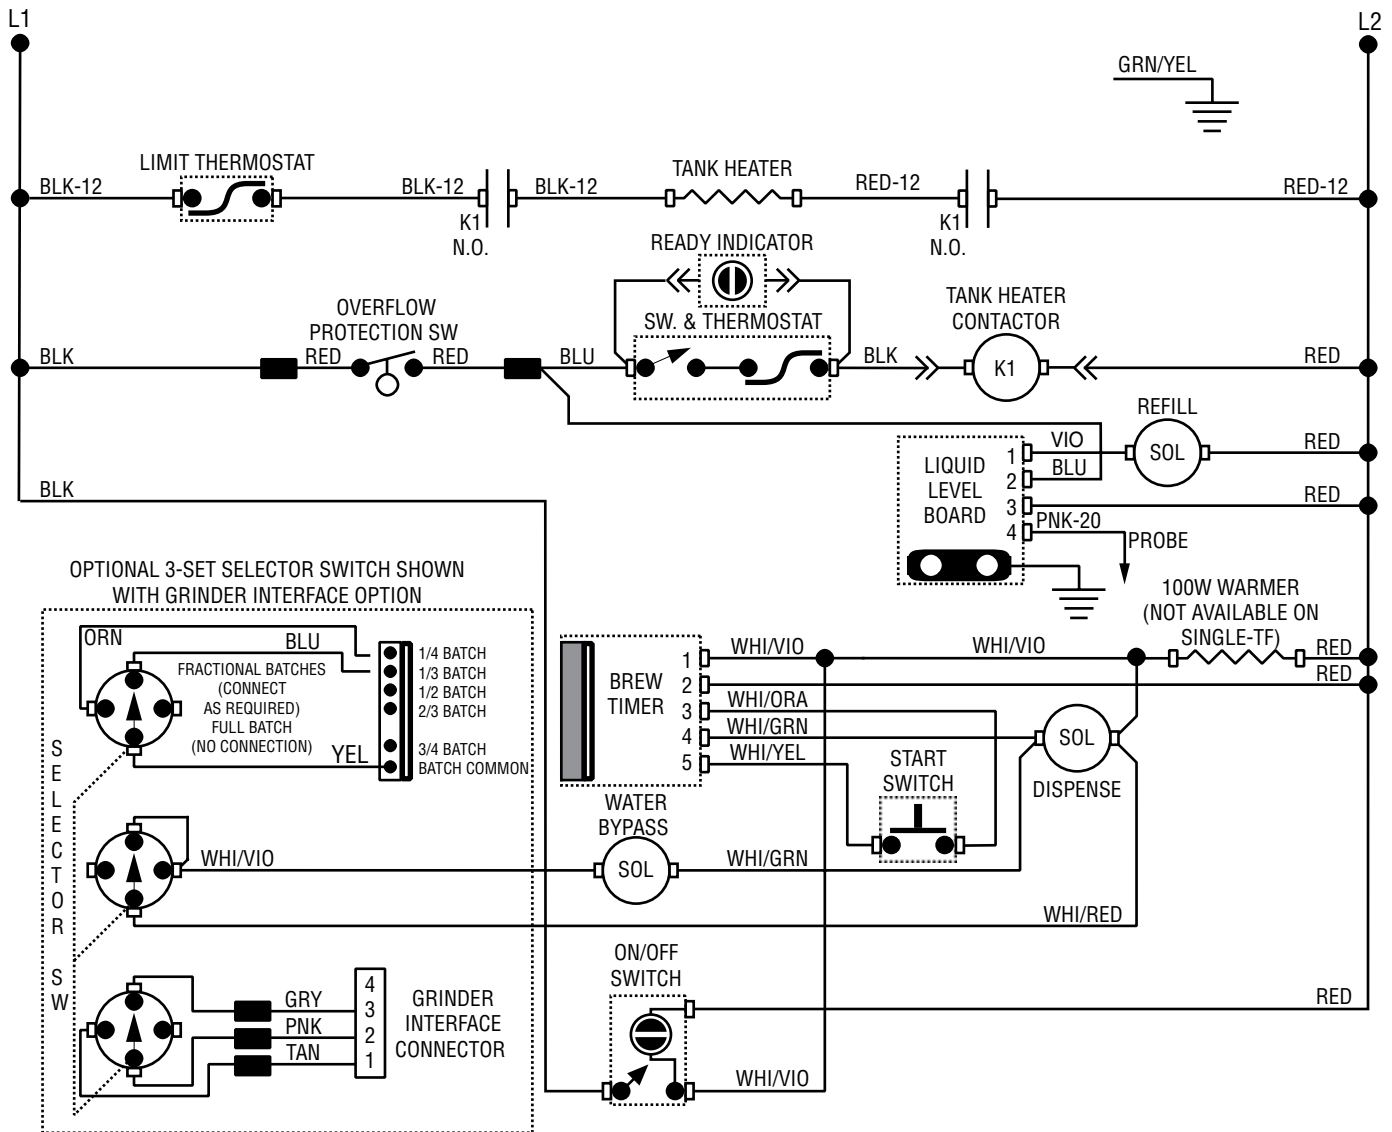 L1
L2
GRN/YEL
LIMIT THERMOSTAT
TANK HEATER
BLK-12
BLK-12
BLK-12
RED-12
RED-12
K1
N.O.
K1
N.O.
READY INDICATOR
OVERFLOW
PROTECTION SW
SW. & THERMOSTAT
TANK HEATER
CONTACTOR
BLK
RED
RED
BLU
BLK
K1
RED
REFILL
LIQUID
LEVEL
BOARD
1
2
3
4
VIO
BLU
SOL
RED
RED
PNK-20
PROBE
BLK
OPTIONAL 3-SET SELECTOR SWITCH SHOWN
WITH GRINDER INTERFACE OPTION
100W WARMER
(NOT AVAILABLE ON
SINGLE-TF)
ORN
BLU
FRACTIONAL BATCHES
(CONNECT
AS REQUIRED)
FULL BATCH
(NO CONNECTION)
YEL
1/4 BATCH
1/3 BATCH
1/2 BATCH
2/3 BATCH
3/4 BATCH
BATCH COMMON
BREW
TIMER
1
2
3
4
5
WHI/VIO
WHI/VIO
RED
RED
WHI/ORA
WHI/GRN
WHI/YEL
START
SWITCH
SOL
DISPENSE
SELECTOR SW
WATER
BYPASS
WHI/VIO
SOL
WHI/GRN
WHI/RED
ON/OFF
SWITCH
RED
WHI/VIO
GRY
PNK
TAN
4
3
2
1
GRINDER
INTERFACE
CONNECTOR